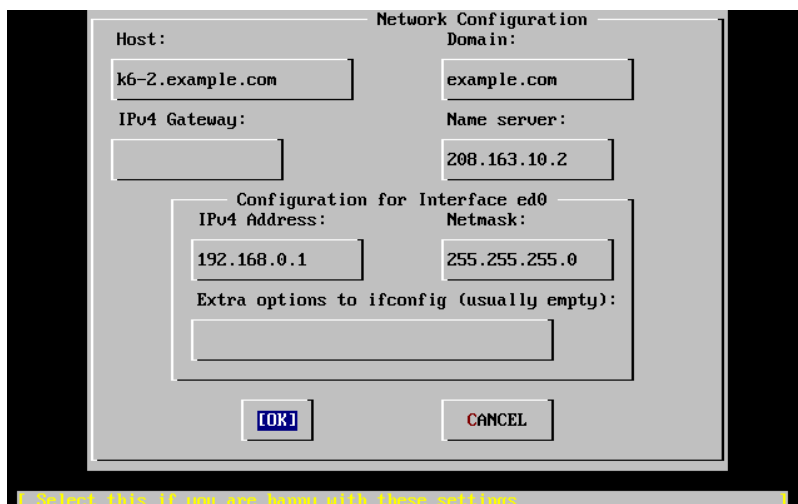 Network Configuration
Host: Domain:
k6-2.example.com example.com
IPv4 Gateway: Name server:
208.163.10.2
Configuration for Interface ed0
IPv4 Address: Netmask:
192.168.0.1 255.255.255.0
Extra options to ifconfig (usually empty):
[OK] CANCEL
[ Select this if you are happy with these settings ]